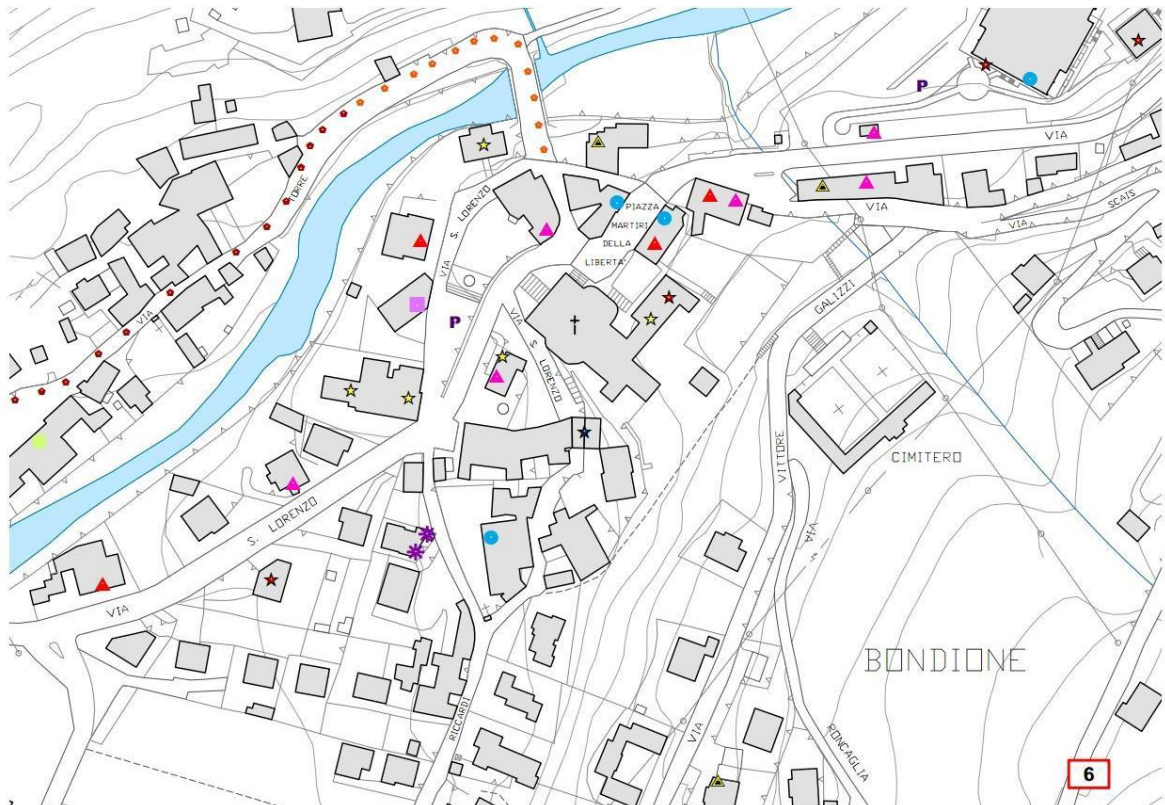 P
VIA
VIA
VIA
SCAIS
VIA
S. LORENZO
PIAZZA
MARTIRI
DELLA
LIBERTA'
TORRE
VIA
P
VIA
S.
LORENZO
GALIZZI
VITTORE
VIA
CIMITERO
S. LORENZO
VIA
BONDIONE
RICCARDI
VIA
RONCAGLIA
6